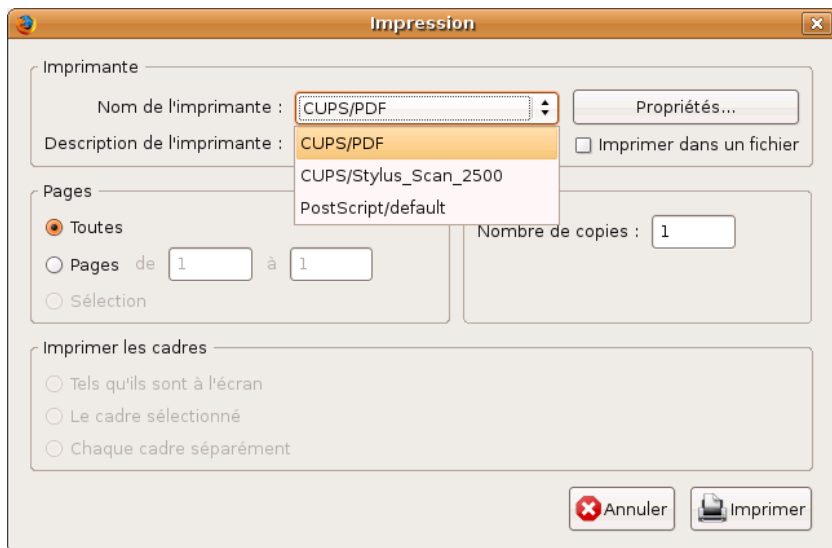 Impression
Imprimante
Nom de l'imprimante : CUPS/PDF Propriétés...
Description de l'imprimante : CUPS/PDF Imprimer dans un fichier
CUPS/Stylus_Scan_2500
PostScript/default
Pages
Toutes
Nombre de copies : 1
Pages de 1 à 1
Sélection
Imprimer les cadres
Tels qu'ils sont à l'écran
Le cadre sélectionné
Chaque cadre séparément
Annuler Imprimer